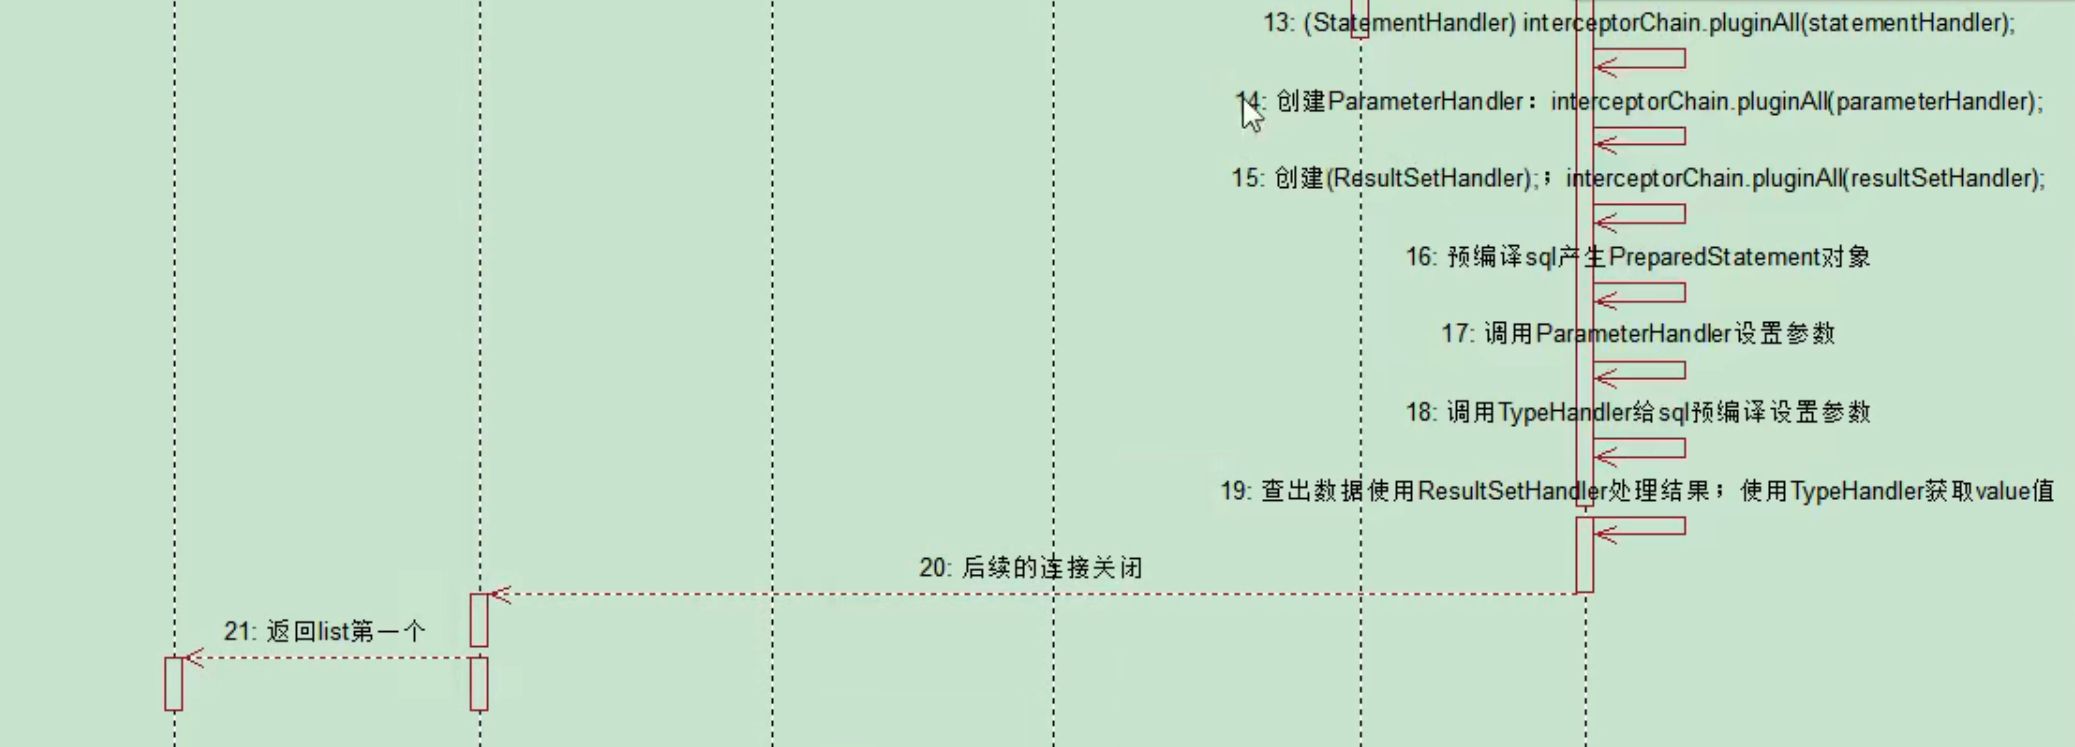 13: (StatementHandler) interceptorChain.pluginAll(statementHandler);
14: 创建ParameterHandler：interceptorChain.pluginAll(parameterHandler);
15: 创建(ResultSetHandler);；interceptorChain.pluginAll(resultSetHandler);
16: 预编译sql产生PreparedStatement对象
17: 调用ParameterHandler设置参数
18: 调用TypeHandler给sql预编译设置参数
19: 查出数据使用ResultSetHandler处理结果；使用TypeHandler获取value值
20: 后续的连接关闭
21: 返回list第一个